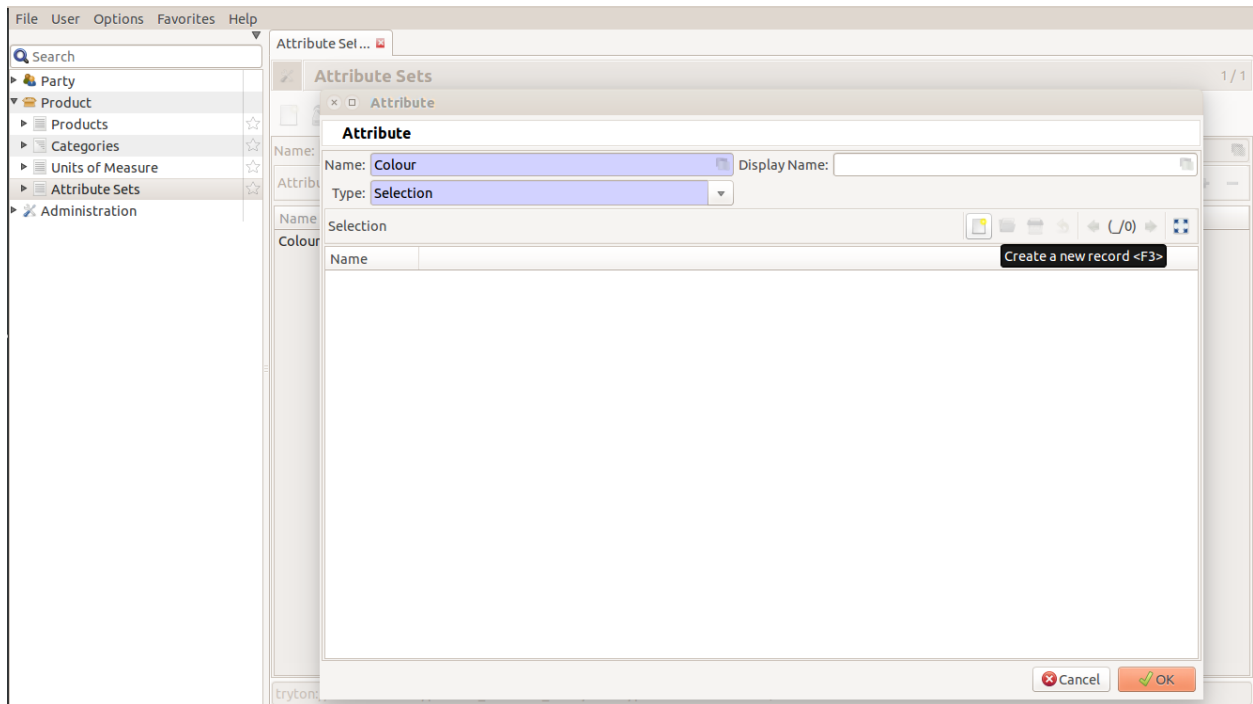 File User Options Favorites Help
Attribute Set...
Search
Attribute Sets 1 / 1
Party
Product
Attribute
Products
Attribute
Categories
Name:
Name: Colour Display Name:
Units of Measure
Attribu
Type: Selection
Attribute Sets
Administration
Name
Selection (_/0)
Colour
Name
Create a new record <F3>
Cancel OK
tryton: